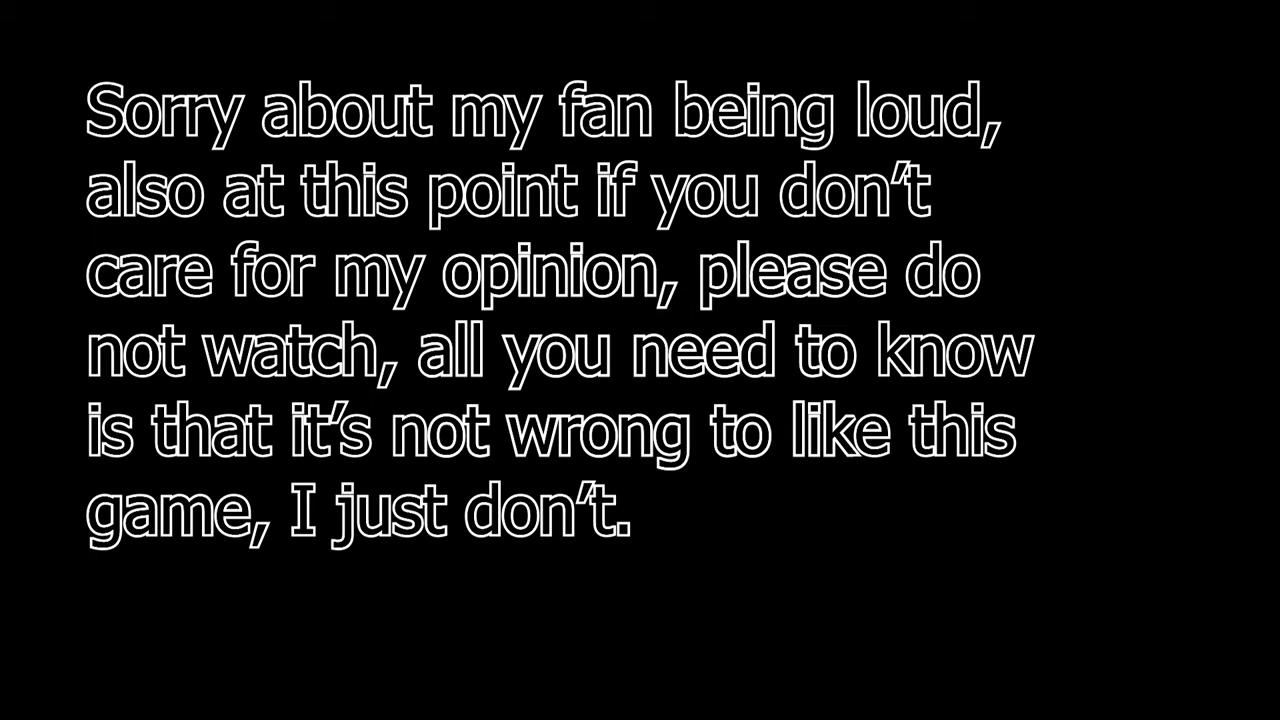 Sorry about my fan being loud,
also at this point if you don’t
care for my opinion, please do
not watch, all you need to know
is that it’s not wrong to like this
game, I just don’t.